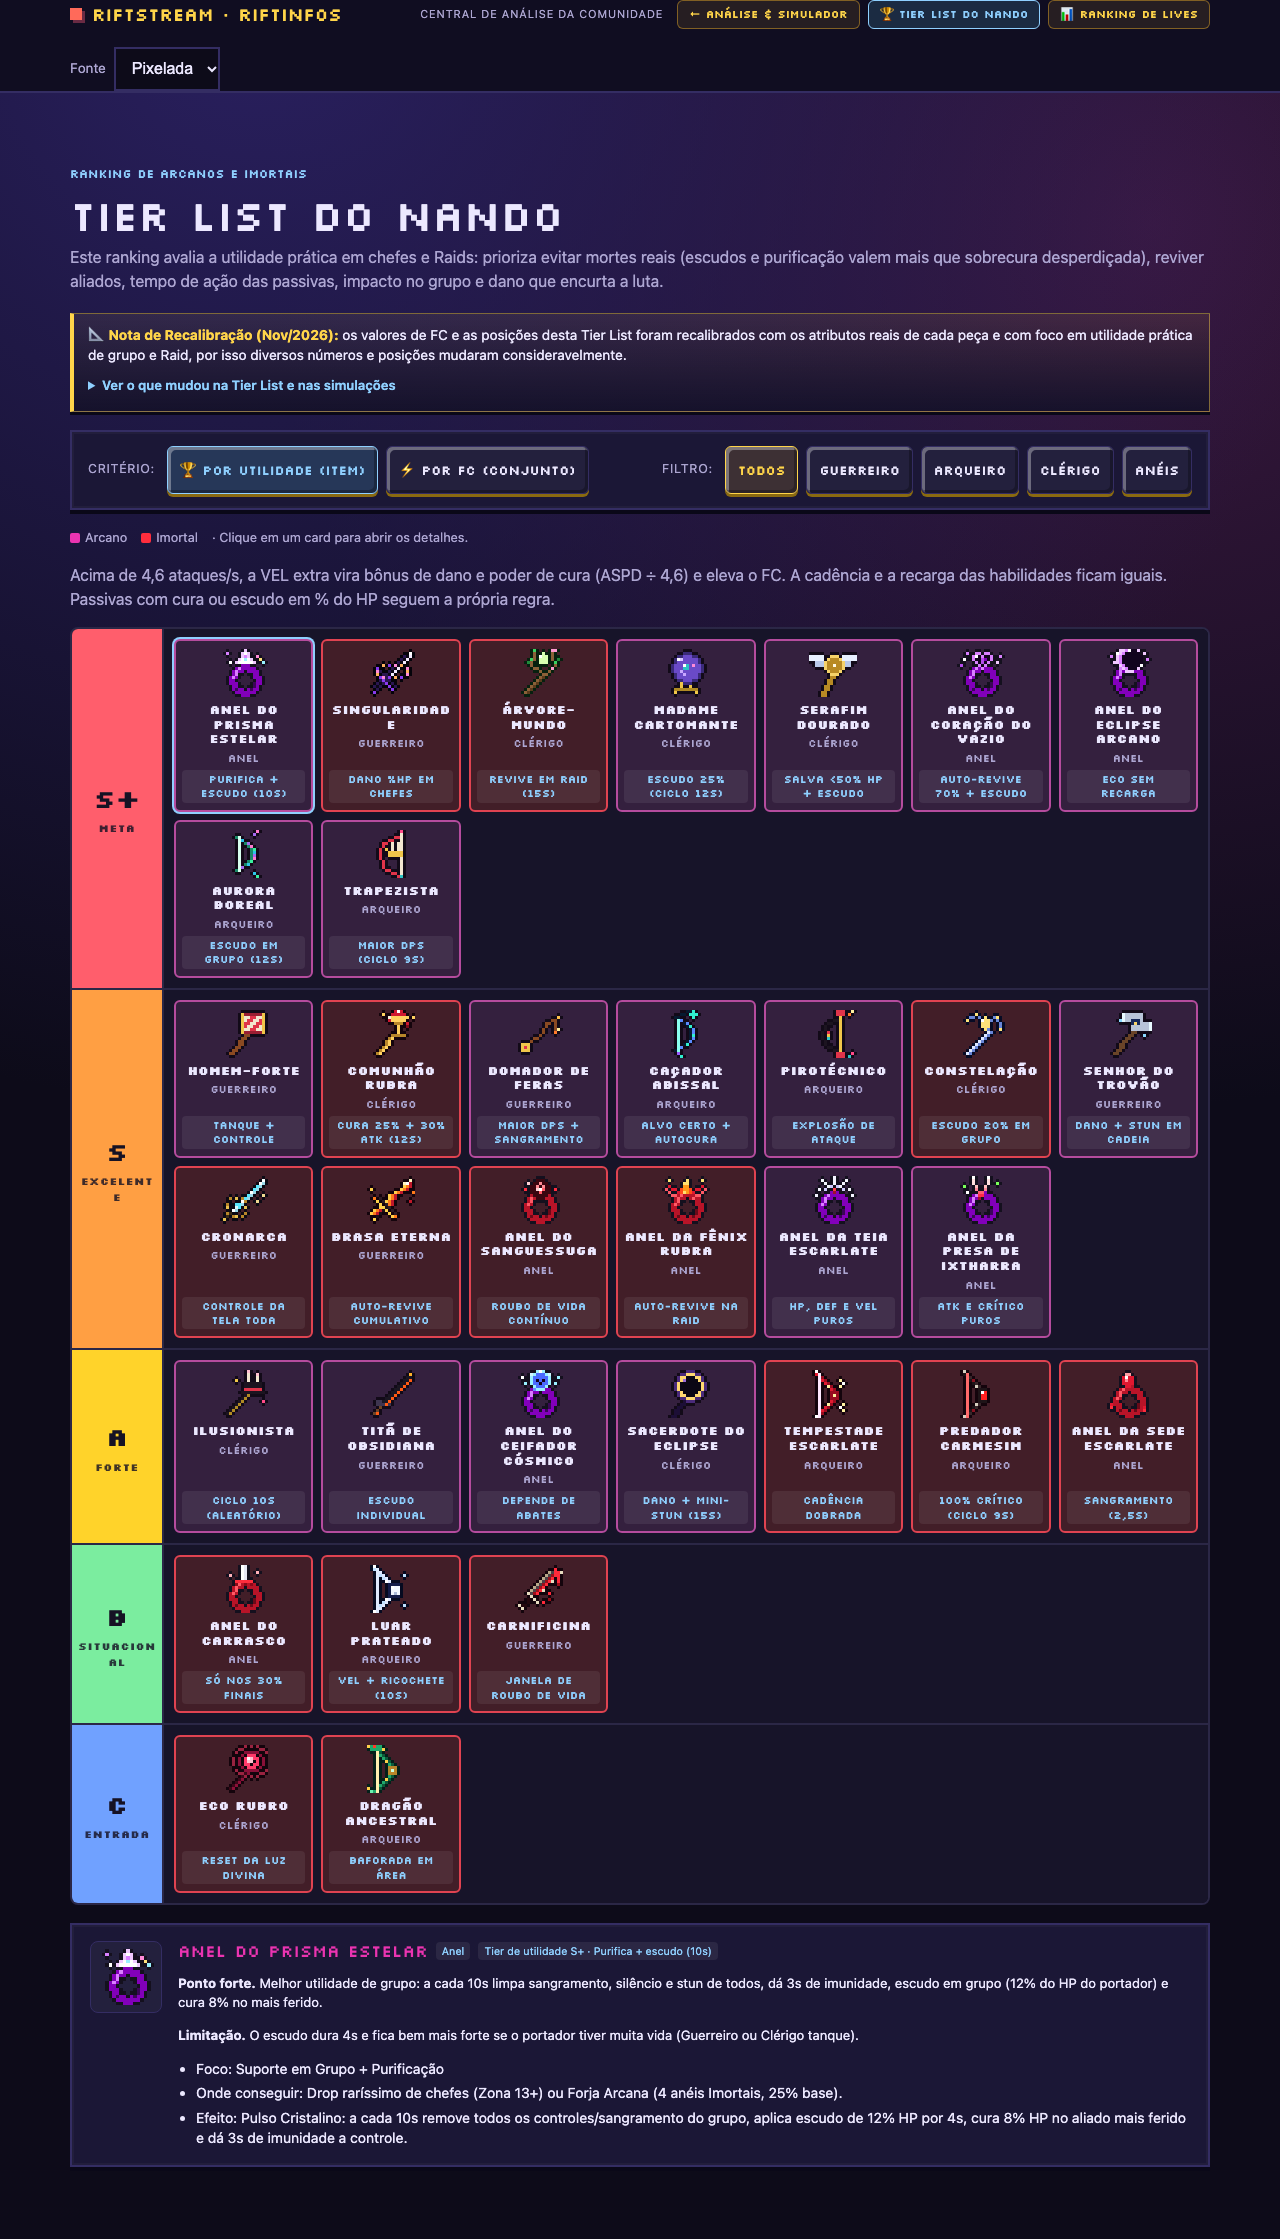 RIFTSTREAM · RIFTINFOS
CENTRAL DE ANÁLISE DA COMUNIDADE
← ANÁLISE & SIMULADOR
🏆 TIER LIST DO NANDO
📊 RANKING DE LIVES
Fonte
Pixelada
RANKING DE ARCANOS E IMORTAIS
TIER LIST DO NANDO
Este ranking avalia a utilidade prática em chefes e Raids: prioriza evitar mortes reais (escudos e purificação valem mais que sobrecura desperdiçada), reviver
aliados, tempo de ação das passivas, impacto no grupo e dano que encurta a luta.
📐 Nota de Recalibração (Nov/2026): os valores de FC e as posições desta Tier List foram recalibrados com os atributos reais de cada peça e com foco em utilidade prática
de grupo e Raid, por isso diversos números e posições mudaram consideravelmente.
▶ Ver o que mudou na Tier List e nas simulações
CRITÉRIO:
🏆 POR UTILIDADE (ITEM)
⚡ POR FC (CONJUNTO)
FILTRO:
TODOS
GUERREIRO
ARQUEIRO
CLÉRIGO
ANÉIS
Arcano
Imortal
· Clique em um card para abrir os detalhes.
Acima de 4,6 ataques/s, a VEL extra vira bônus de dano e poder de cura (ASPD ÷ 4,6) e eleva o FC. A cadência e a recarga das habilidades ficam iguais.
Passivas com cura ou escudo em % do HP seguem a própria regra.
S+
META
ANEL DO
PRISMA
ESTELAR
ANEL
PURIFICA +
ESCUDO (10S)
SINGULARIDAD
E
GUERREIRO
DANO %HP EM
CHEFES
ÁRVORE-
MUNDO
CLÉRIGO
REVIVE EM RAID
(15S)
MADAME
CARTOMANTE
CLÉRIGO
ESCUDO 25%
(CICLO 12S)
SERAFIM
DOURADO
CLÉRIGO
SALVA <50% HP
+ ESCUDO
ANEL DO
CORAÇÃO DO
VAZIO
ANEL
AUTO-REVIVE
70% + ESCUDO
ANEL DO
ECLIPSE
ARCANO
ANEL
ECO SEM
RECARGA
AURORA
BOREAL
ARQUEIRO
ESCUDO EM
GRUPO (12S)
TRAPEZISTA
ARQUEIRO
MAIOR DPS
(CICLO 9S)
S
EXCELENT
E
HOMEM-FORTE
GUERREIRO
TANQUE +
CONTROLE
COMUNHÃO
RUBRA
CLÉRIGO
CURA 25% + 30%
ATK (12S)
DOMADOR DE
FERAS
GUERREIRO
MAIOR DPS +
SANGRAMENTO
CAÇADOR
ABISSAL
ARQUEIRO
ALVO CERTO +
AUTOCURA
PIROTÉCNICO
ARQUEIRO
EXPLOSÃO DE
ATAQUE
CONSTELAÇÃO
CLÉRIGO
ESCUDO 20% EM
GRUPO
SENHOR DO
TROVÃO
GUERREIRO
DANO + STUN EM
CADEIA
CRONARCA
GUERREIRO
CONTROLE DA
TELA TODA
BRASA ETERNA
GUERREIRO
AUTO-REVIVE
CUMULATIVO
ANEL DO
SANGUESSUGA
ANEL
ROUBO DE VIDA
CONTÍNUO
ANEL DA FÊNIX
RUBRA
ANEL
AUTO-REVIVE NA
RAID
ANEL DA TEIA
ESCARLATE
ANEL
HP, DEF E VEL
PUROS
ANEL DA
PRESA DE
IXTHARRA
ANEL
ATK E CRÍTICO
PUROS
A
FORTE
ILUSIONISTA
CLÉRIGO
CICLO 10S
(ALEATÓRIO)
TITÃ DE
OBSIDIANA
GUERREIRO
ESCUDO
INDIVIDUAL
ANEL DO
CEIFADOR
CÓSMICO
ANEL
DEPENDE DE
ABATES
SACERDOTE DO
ECLIPSE
CLÉRIGO
DANO + MINI-
STUN (15S)
TEMPESTADE
ESCARLATE
ARQUEIRO
CADÊNCIA
DOBRADA
PREDADOR
CARMESIM
ARQUEIRO
100% CRÍTICO
(CICLO 9S)
ANEL DA SEDE
ESCARLATE
ANEL
SANGRAMENTO
(2,5S)
B
SITUACION
AL
ANEL DO
CARRASCO
ANEL
SÓ NOS 30%
FINAIS
LUAR
PRATEADO
ARQUEIRO
VEL + RICOCHETE
(10S)
CARNIFICINA
GUERREIRO
JANELA DE
ROUBO DE VIDA
C
ENTRADA
ECO RUBRO
CLÉRIGO
RESET DA LUZ
DIVINA
DRAGÃO
ANCESTRAL
ARQUEIRO
BAFORADA EM
ÁREA
ANEL DO PRISMA ESTELAR
Anel
Tier de utilidade S+ · Purifica + escudo (10s)
Ponto forte. Melhor utilidade de grupo: a cada 10s limpa sangramento, silêncio e stun de todos, dá 3s de imunidade, escudo em grupo (12% do HP do portador) e
cura 8% no mais ferido.
Limitação. O escudo dura 4s e fica bem mais forte se o portador tiver muita vida (Guerreiro ou Clérigo tanque).
• Foco: Suporte em Grupo + Purificação
• Onde conseguir: Drop raríssimo de chefes (Zona 13+) ou Forja Arcana (4 anéis Imortais, 25% base).
• Efeito: Pulso Cristalino: a cada 10s remove todos os controles/sangramento do grupo, aplica escudo de 12% HP por 4s, cura 8% HP no aliado mais ferido
e dá 3s de imunidade a controle.